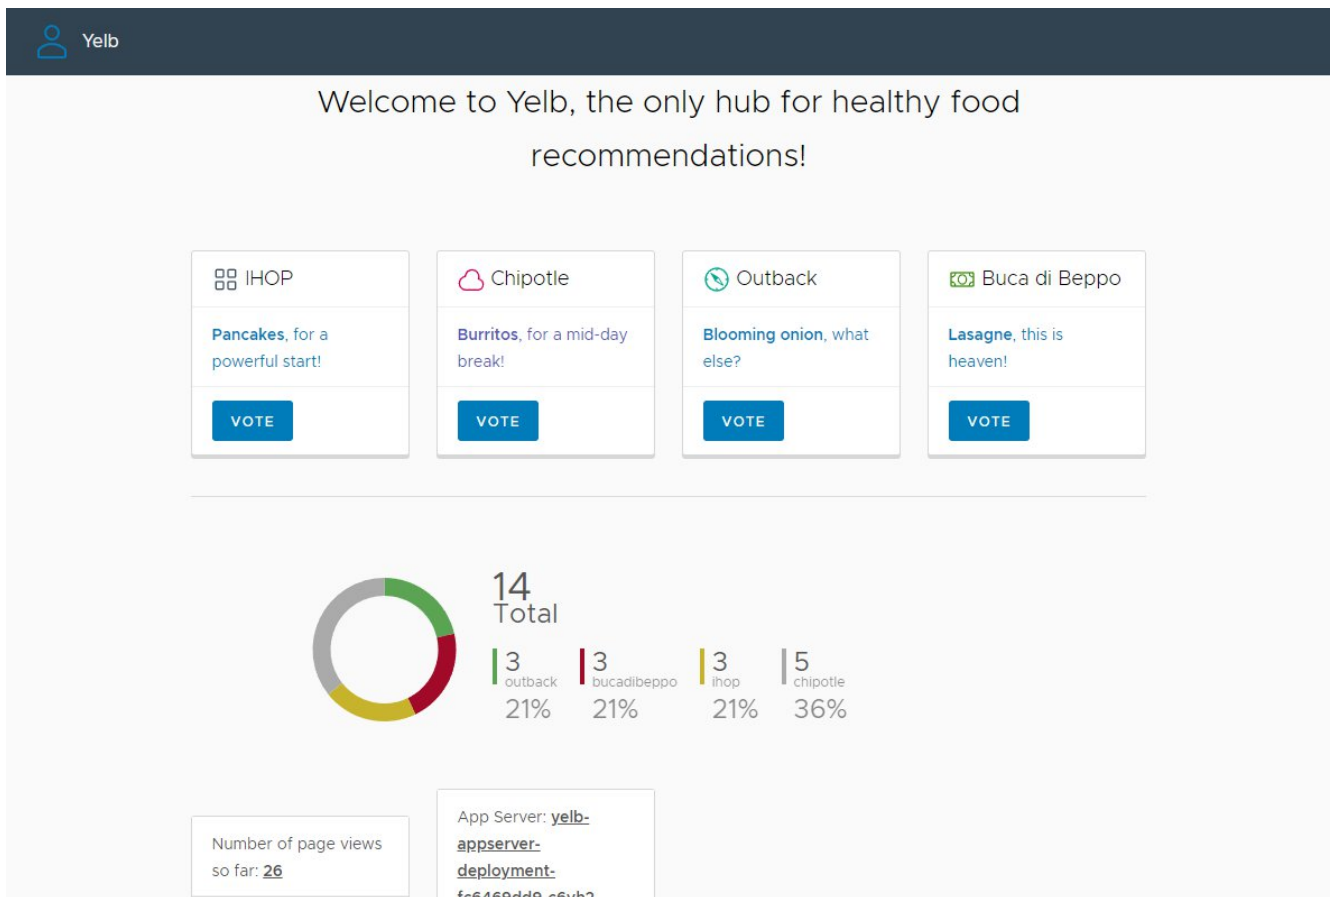 Yelb
Welcome to Yelb, the only hub for healthy food
recommendations!
IHOP
Pancakes, for a
powerful start!
VOTE
Chipotle
Burritos, for a mid-day
break!
VOTE
Outback
Blooming onion, what
else?
VOTE
Buca di Beppo
Lasagne, this is
heaven!
VOTE
14
Total
3
outback
21%
3
bucadibeppo
21%
3
ihop
21%
5
chipotle
36%
Number of page views
so far: 26
App Server: yelb-
appserver-
deployment-